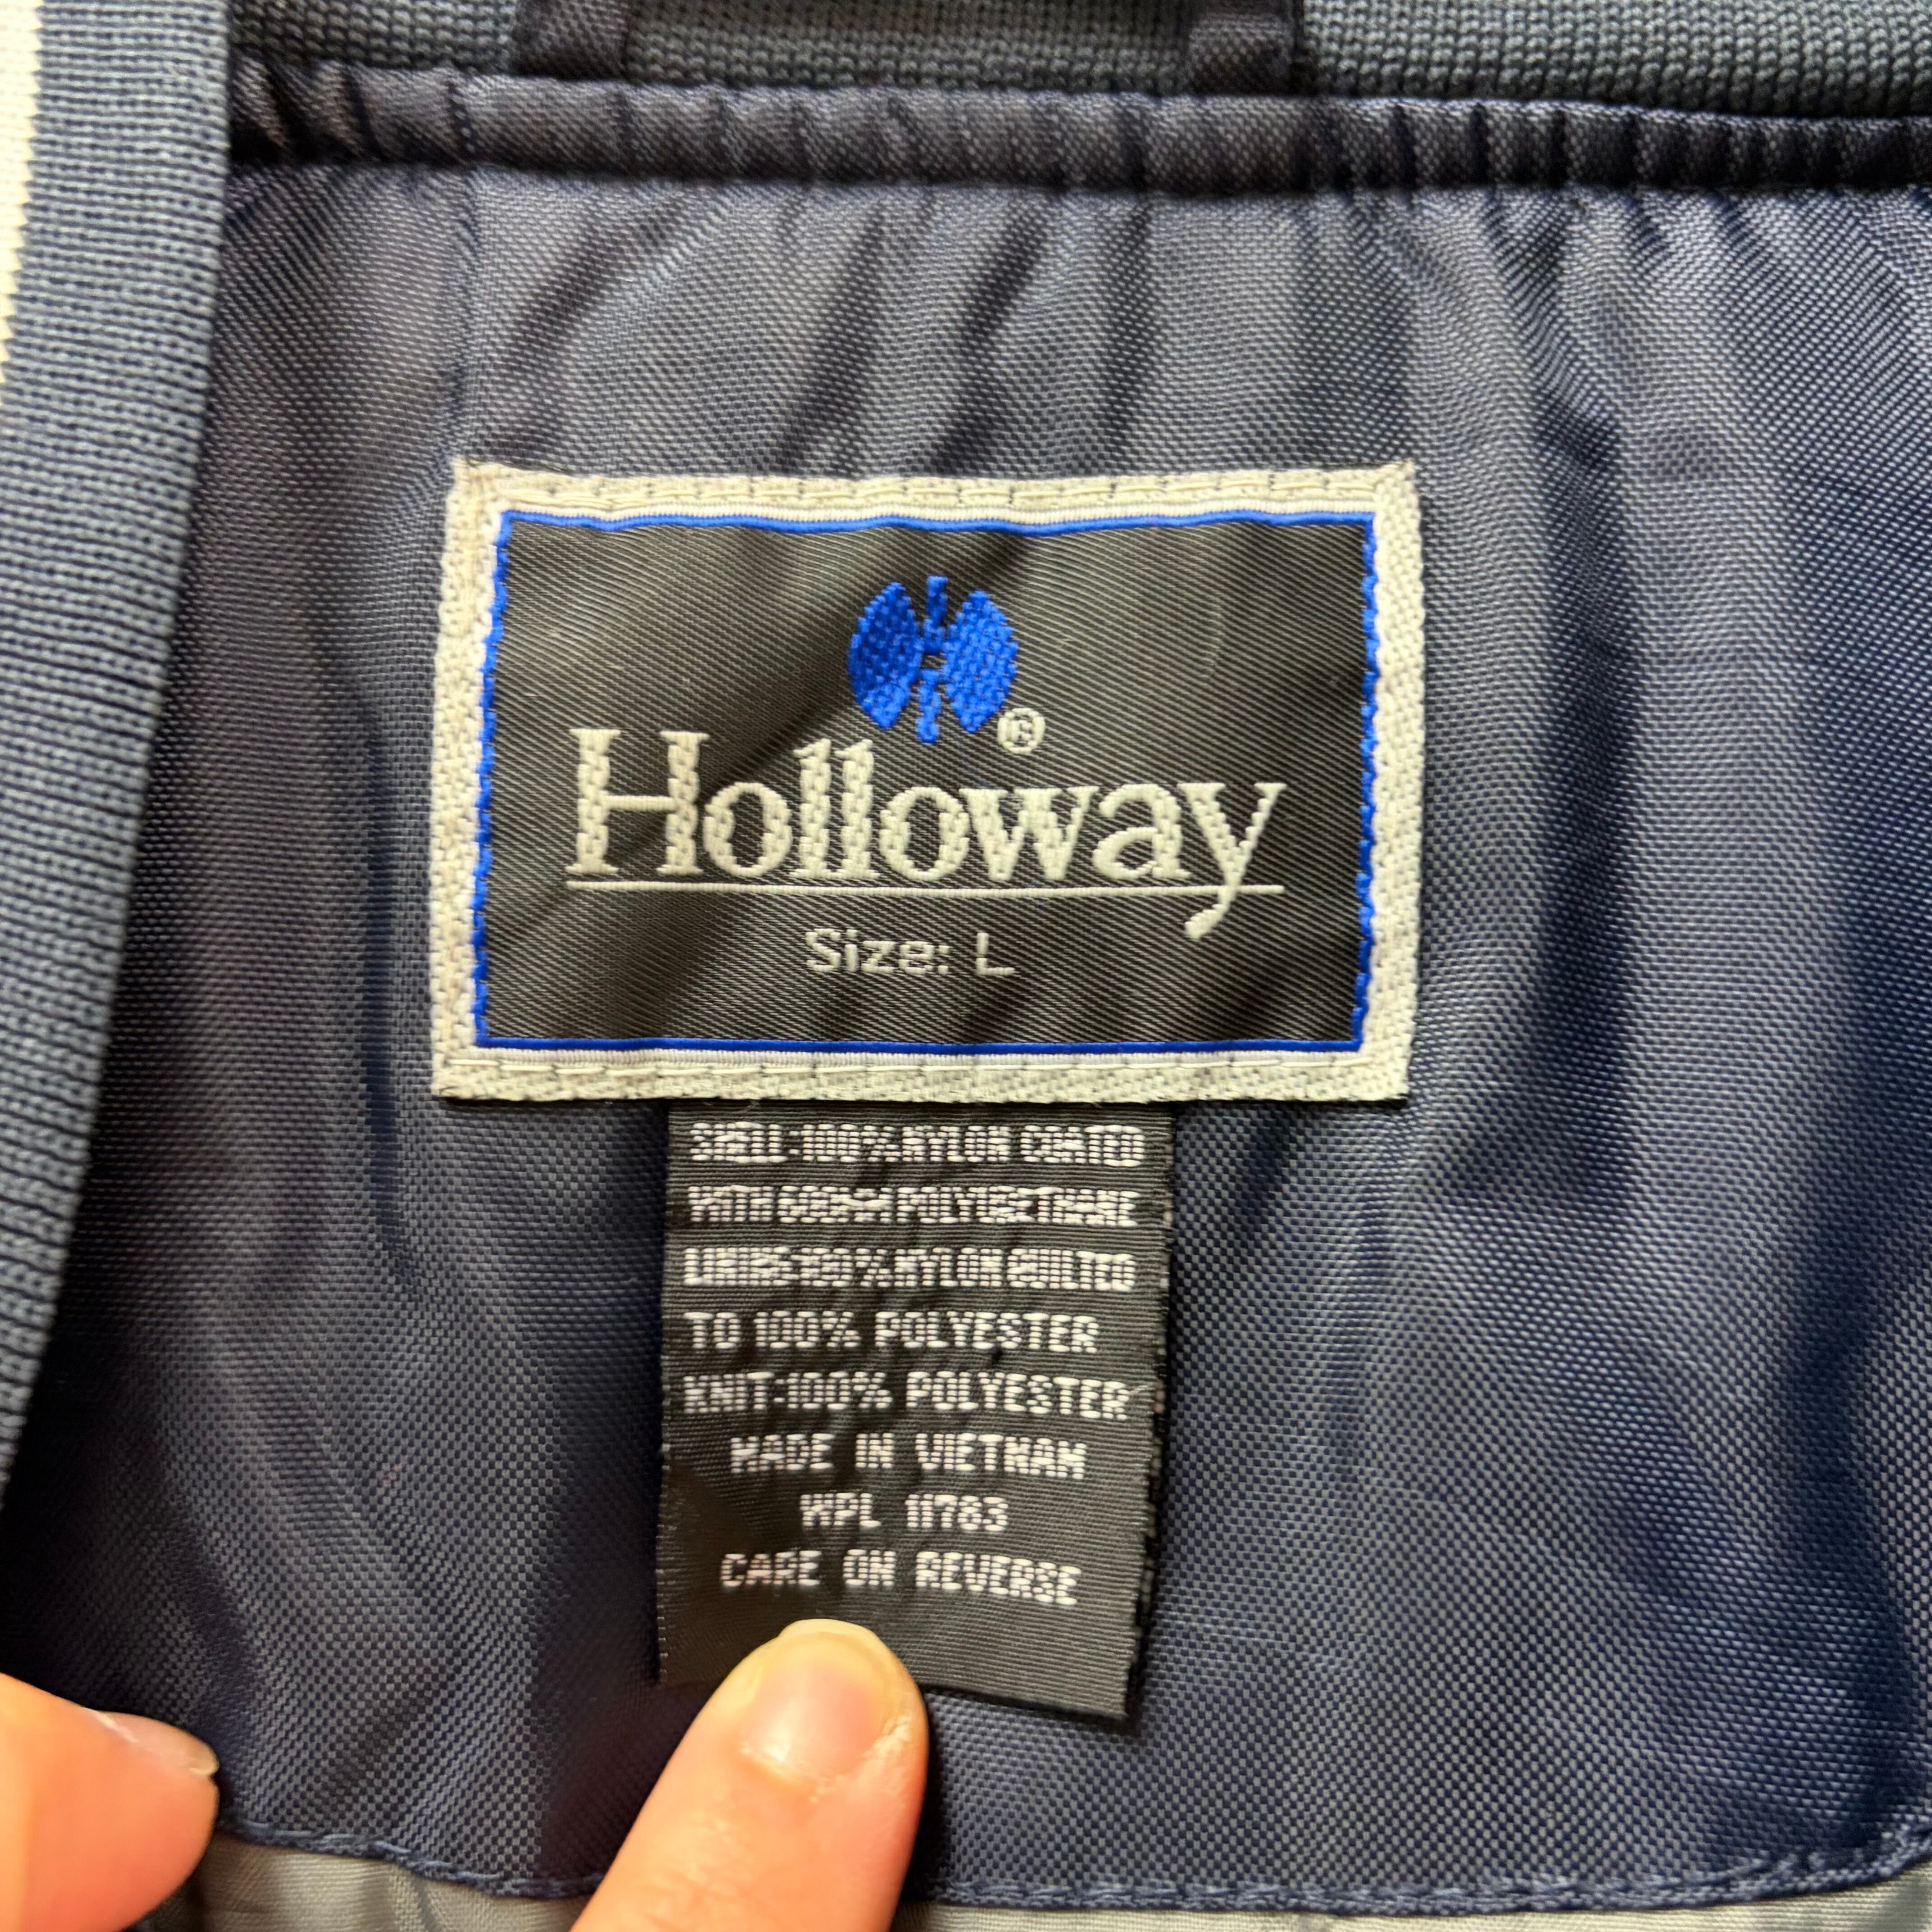 ®
Holloway
Size: L
SHELL-100% NYLON COATED
WITH POLYURETHANE
LINING-100% NYLON QUILTED
TO 100% POLYESTER
KNIT-100% POLYESTER
MADE IN VIETNAM
WPL 11783
CARE ON REVERSE